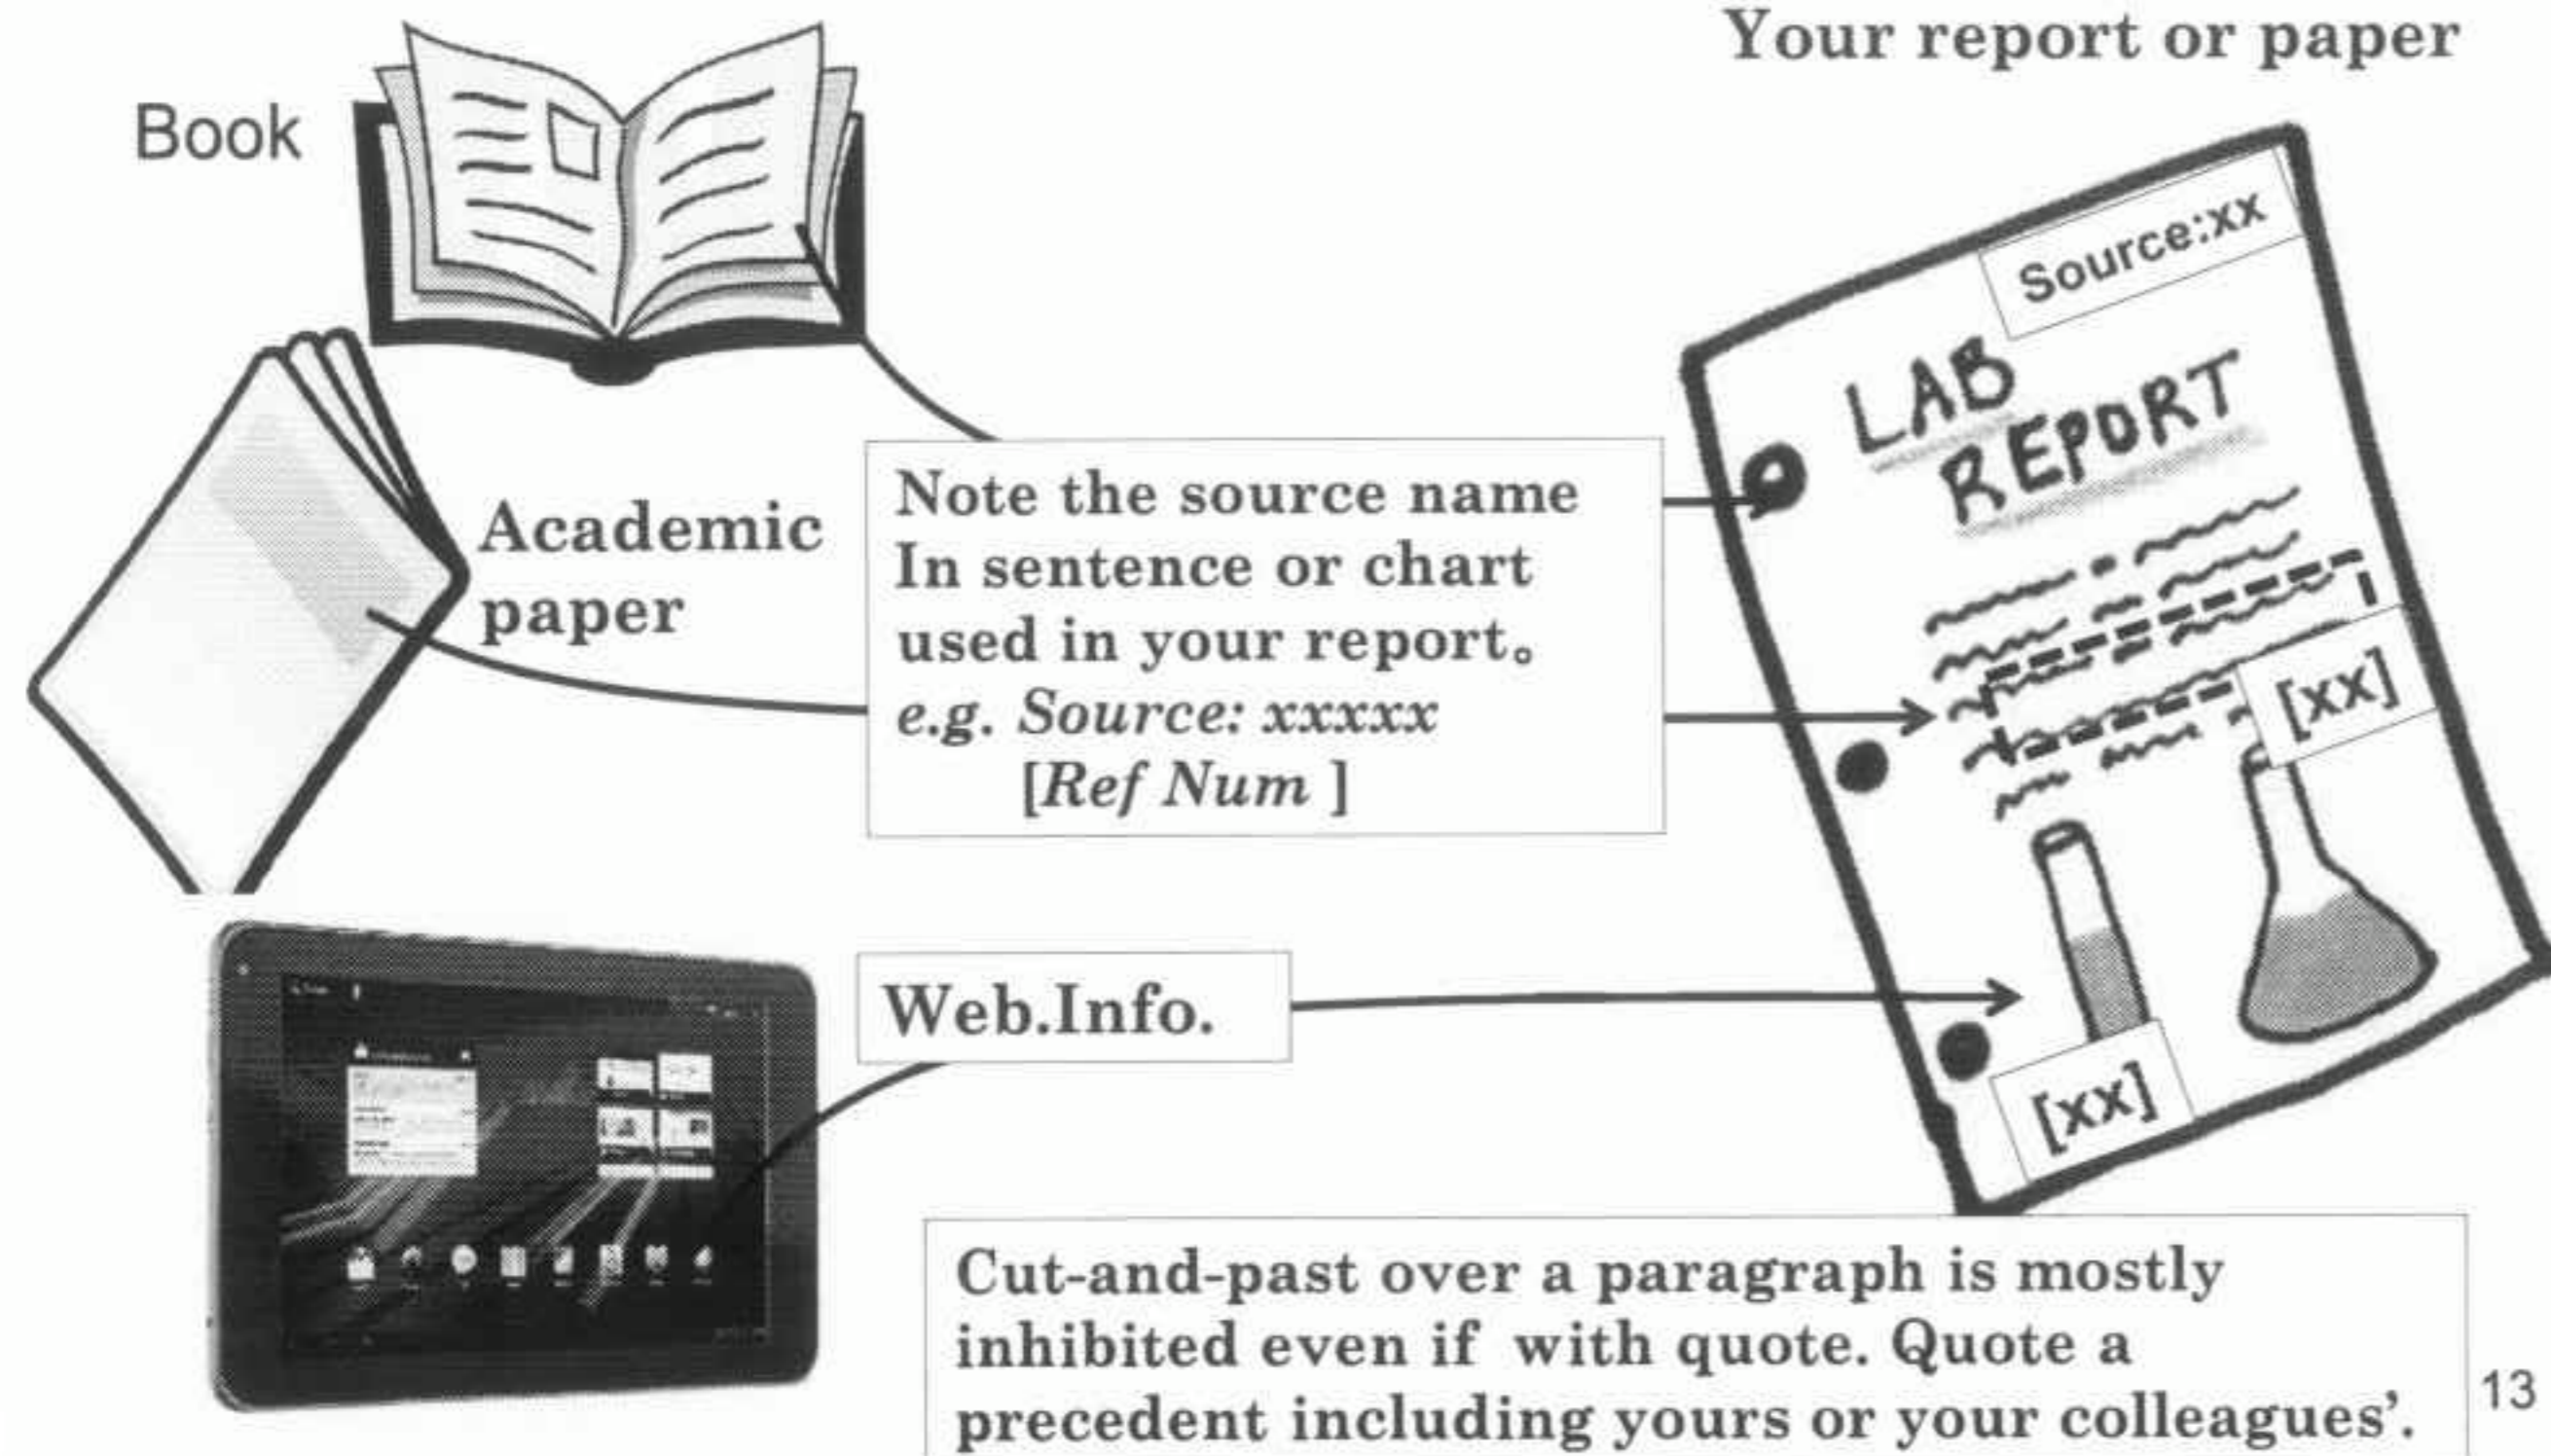 Your report or paper
Book
Source:xx
LAB
REPORT
Academic
paper
Note the source name
In sentence or chart
used in your report。
e.g. Source: xxxxx
[Ref Num ]
[xx]
Web.Info.
[xx]
Cut-and-past over a paragraph is mostly
inhibited even if with quote. Quote a
precedent including yours or your colleagues’.
13